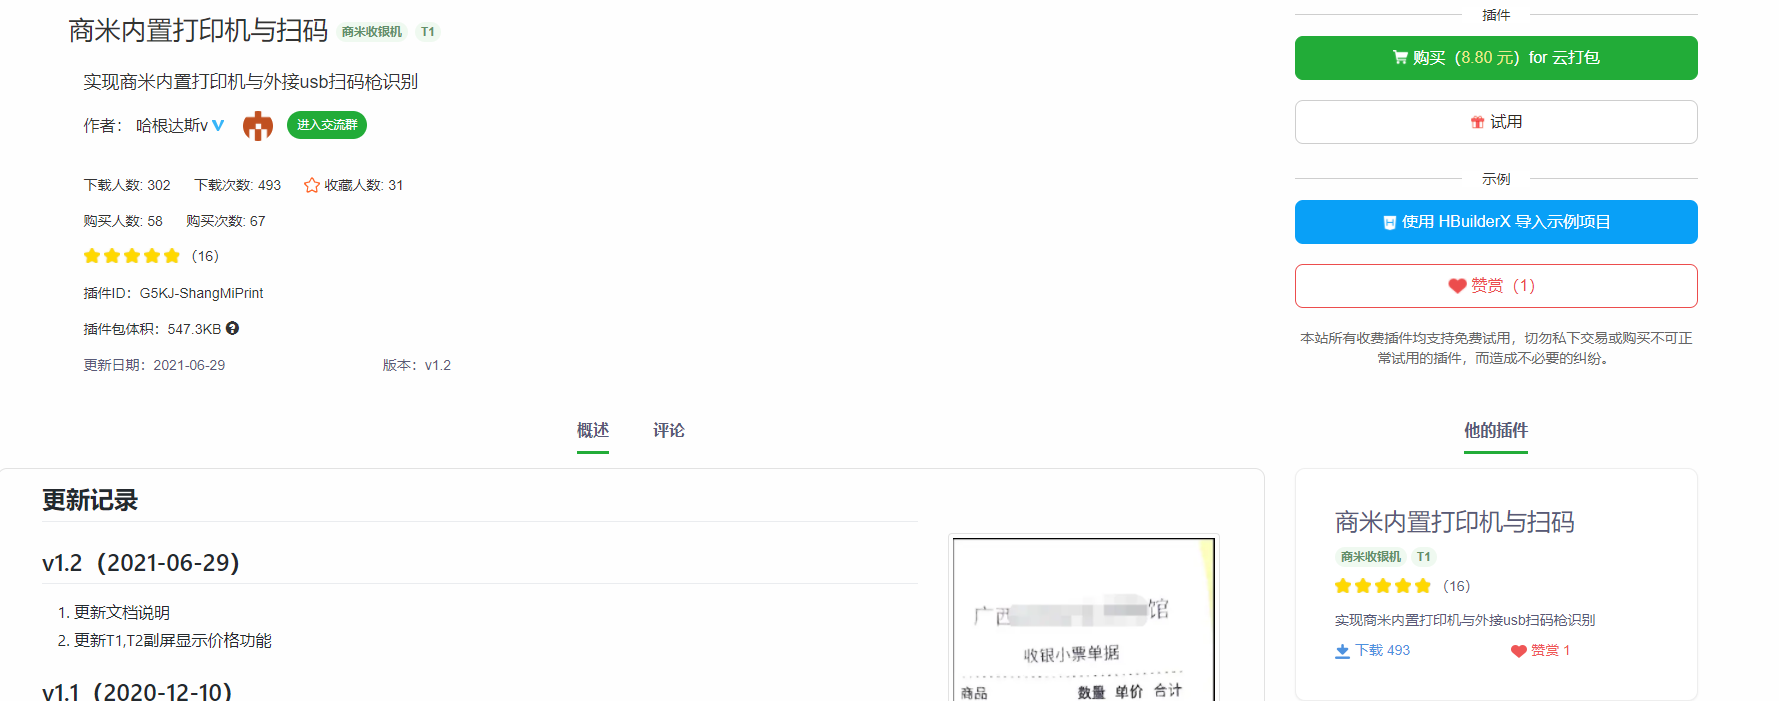 商米内置打印机与扫码 商米收银机 T1
实现商米内置打印机与外接usb扫码枪识别
作者： 哈根达斯v 进入交流群
下载人数: 302 下载次数: 493 收藏人数: 31
购买人数: 58 购买次数: 67
（16）
插件ID：G5KJ-ShangMiPrint
插件包体积：547.3KB
更新日期：2021-06-29 版本：v1.2
插件
购买（8.80 元）for 云打包
试用
示例
使用 HBuilderX 导入示例项目
赞赏（1）
本站所有收费插件均支持免费试用，切勿私下交易或购买不可正
常试用的插件，而造成不必要的纠纷。
概述 评论
更新记录
v1.2（2021-06-29）
1. 更新文档说明
2. 更新T1,T2副屏显示价格功能
v1.1（2020-12-10）
广西 馆
收银小票单据
商品 数量 单价 合计
他的插件
商米内置打印机与扫码
商米收银机 T1
（16）
实现商米内置打印机与外接usb扫码枪识别
下载 493 赞赏 1